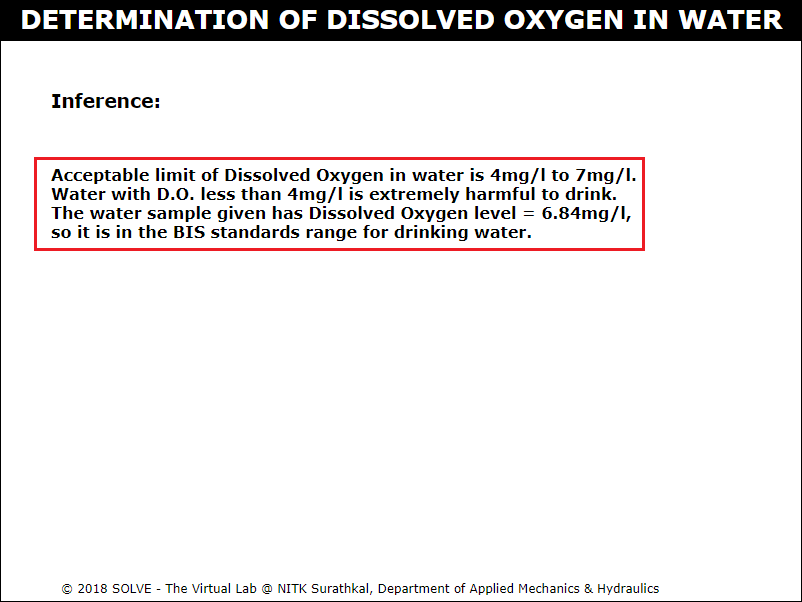 DETERMINATION OF DISSOLVED OXYGEN IN WATER
Inference:
Acceptable limit of Dissolved Oxygen in water is 4mg/l to 7mg/l.
Water with D.O. less than 4mg/l is extremely harmful to drink.
The water sample given has Dissolved Oxygen level = 6.84mg/l,
so it is in the BIS standards range for drinking water.
© 2018 SOLVE - The Virtual Lab @ NITK Surathkal, Department of Applied Mechanics & Hydraulics